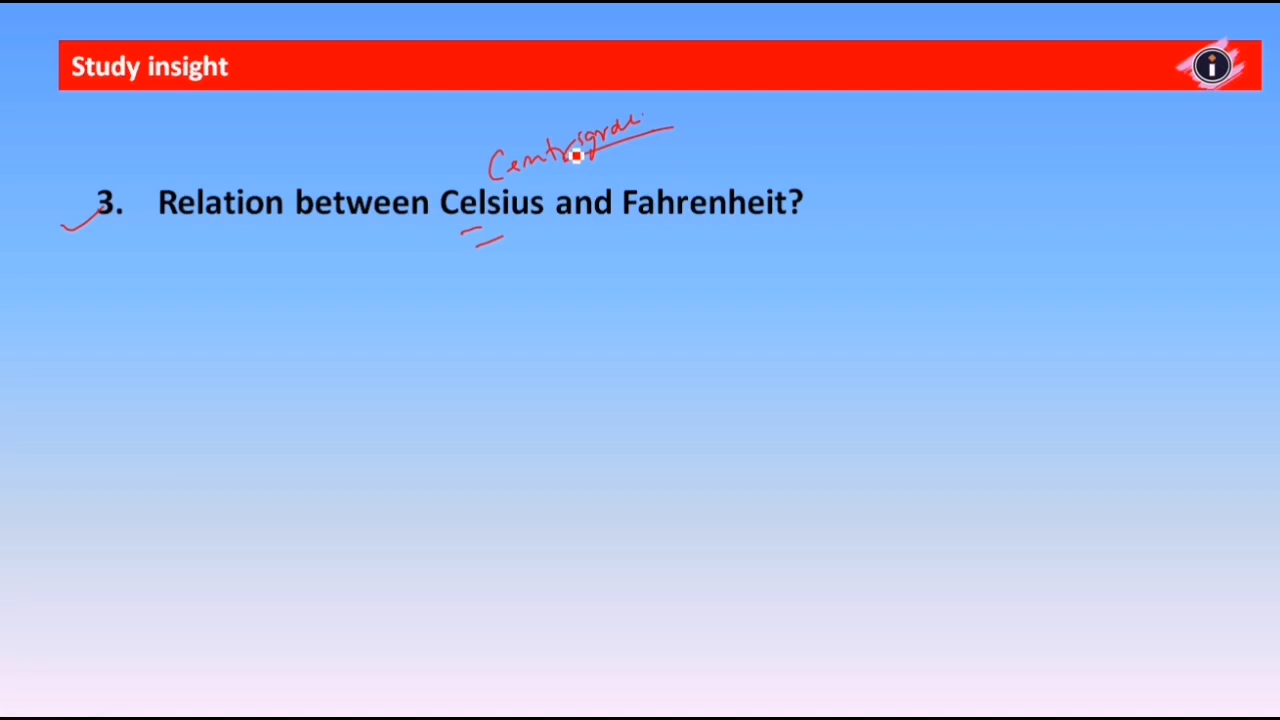 Study insight
Centigrade
3. Relation between Celsius and Fahrenheit?